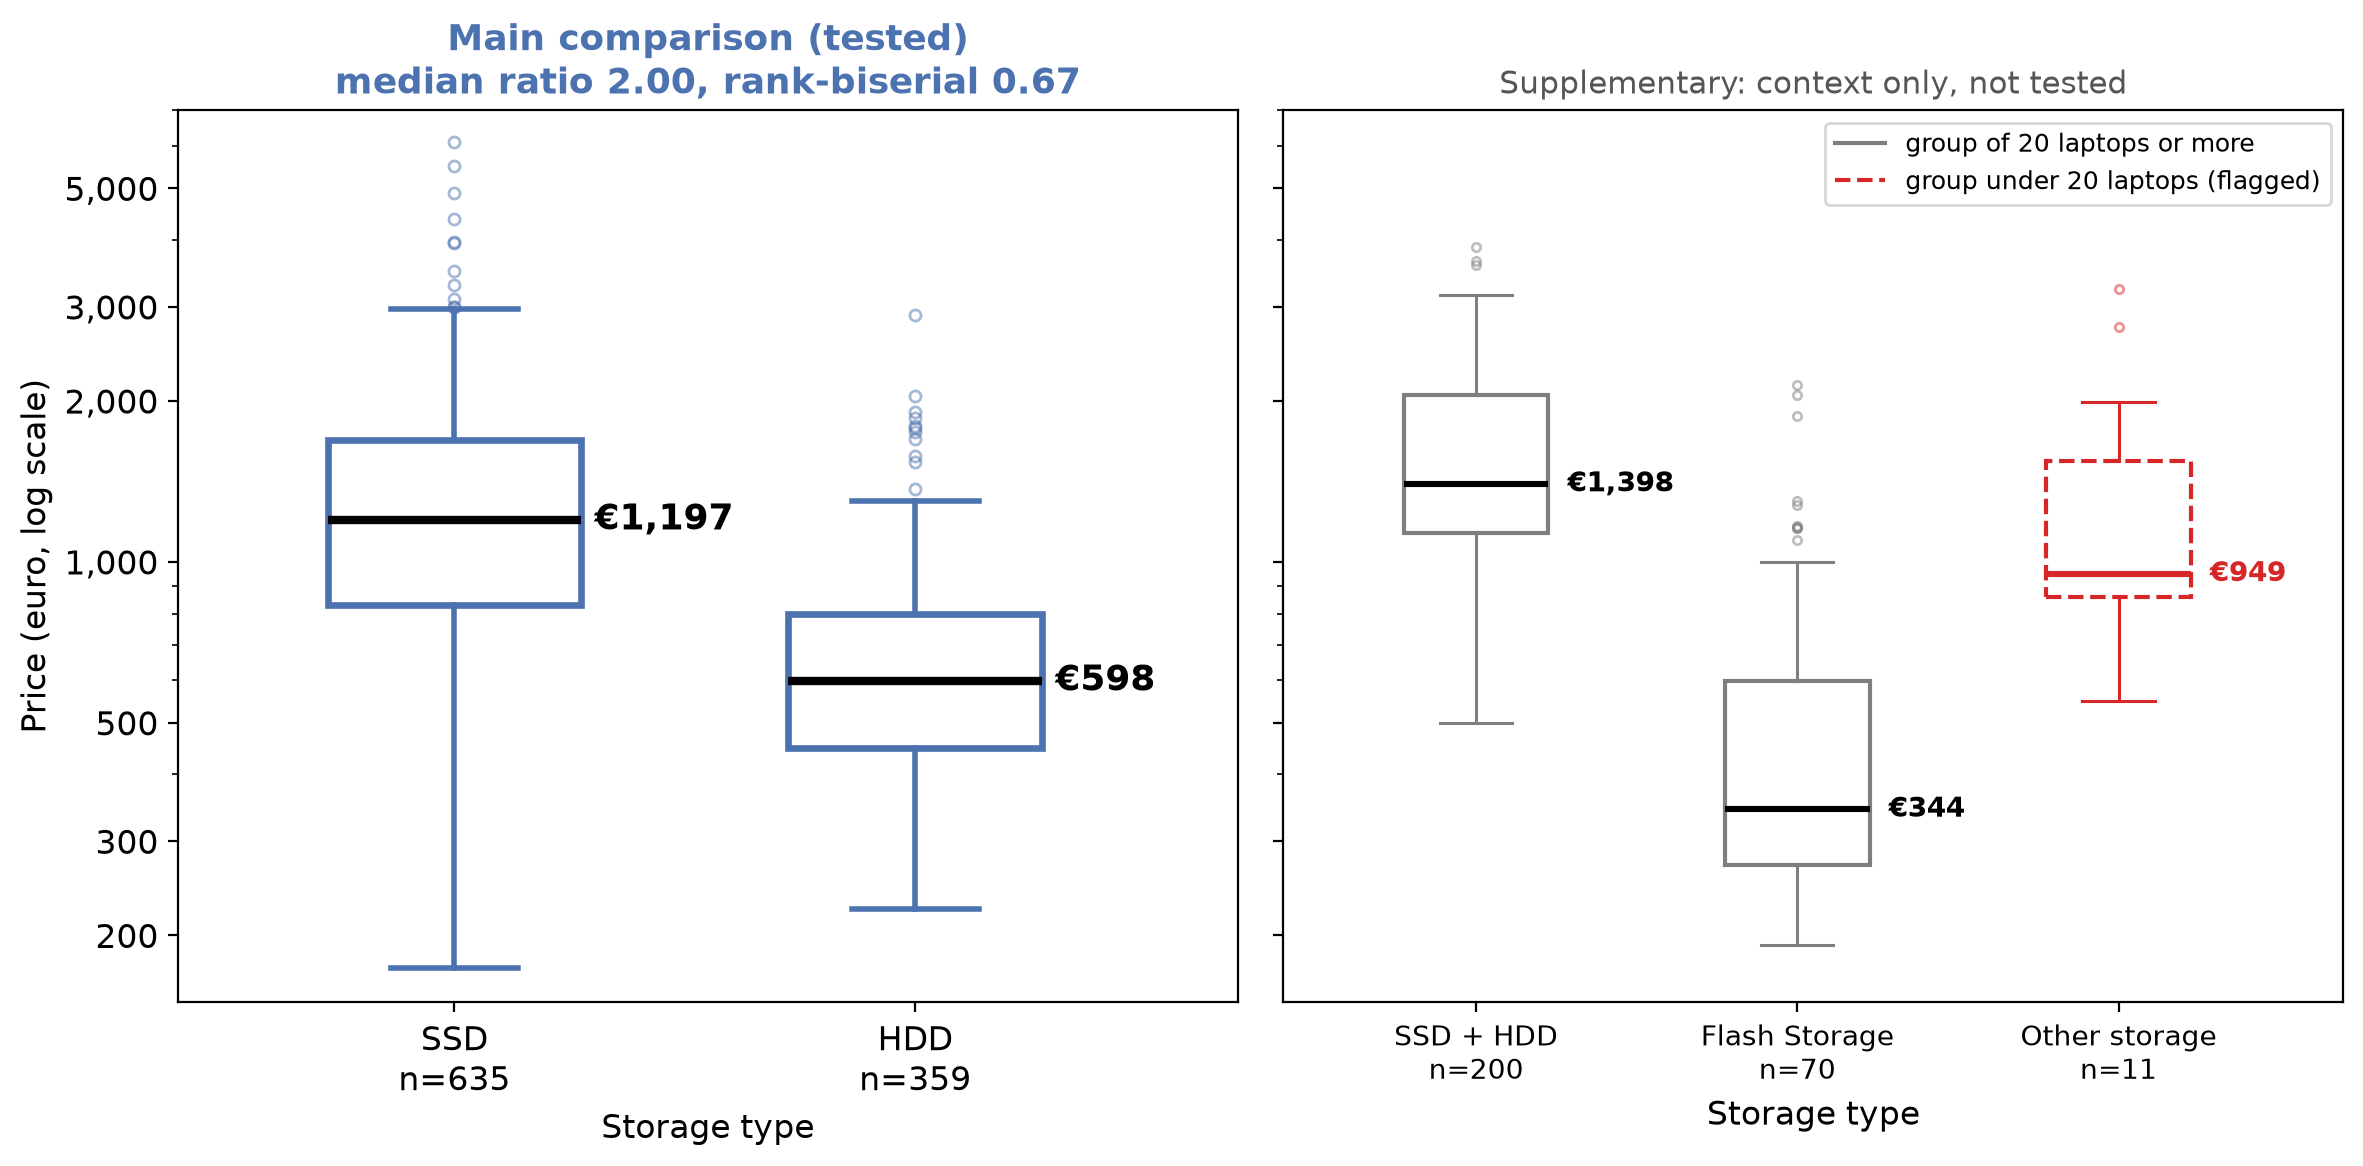 Main comparison (tested)
median ratio 2.00, rank-biserial 0.67
Price (euro, log scale)
5,000
3,000
2,000
1,000
500
300
200
€1,197
€598
SSD
n=635
HDD
n=359
Storage type
Supplementary: context only, not tested
group of 20 laptops or more
group under 20 laptops (flagged)
€1,398
€344
€949
SSD + HDD
n=200
Flash Storage
n=70
Other storage
n=11
Storage type